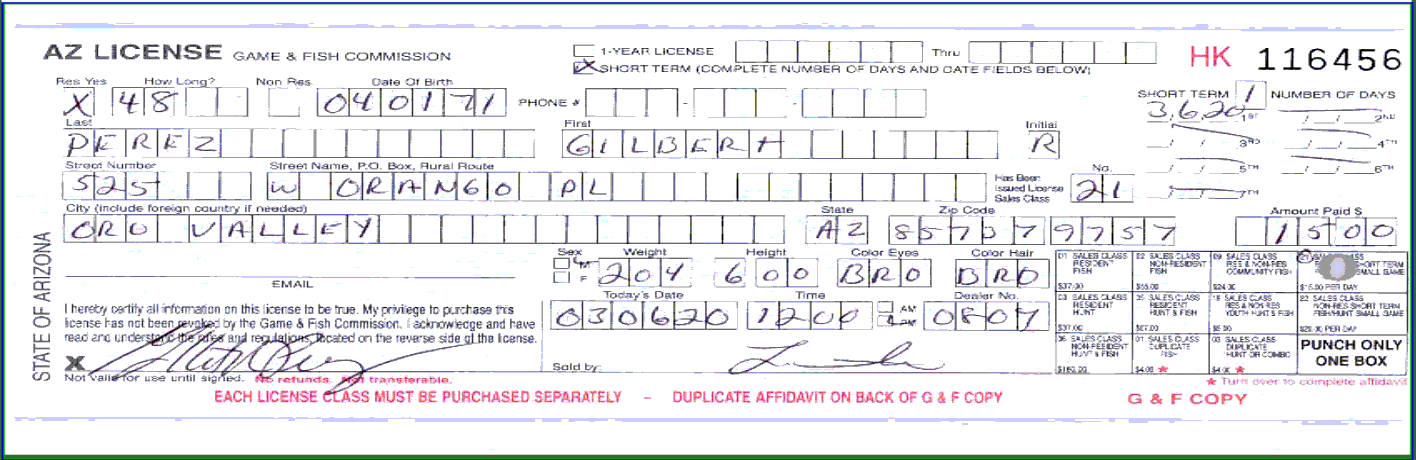 AZ LICENSE GAME & FISH COMMISSION
1-YEAR LICENSE Thru
X SHORT TERM (COMPLETE NUMBER OF DAYS AND DATE FIELDS BELOW)
HK 116456
Res Yes How Long? Non Res Date Of Birth
X 48 040171 PHONE # - -
SHORT TERM 1 NUMBER OF DAYS
3,6,20 1ST / / 2ND
/ / 3RD / / 4TH
/ / 5TH / / 6TH
/ / 7TH
Last First Initial
PEREZ GILBERH R
Street Number Street Name, P.O. Box, Rural Route
525 W ORANGO PL
Has Been Issued License Sales Class No. 21
City (include foreign country if needed) State Zip Code Amount Paid $
ORO VALLEY AZ 857379757 1500
Sex Weight Height Color Eyes Color Hair
M F 204 600 BRO BRO
EMAIL
Today's Date Time Dealer No.
030620 1200 AM PM 0807
I hereby certify all information on this license to be true. My privilege to purchase this
license has not been revoked by the Game & Fish Commission. I acknowledge and have
read and understand the rules and regulations, located on the reverse side of the license.
X
Sold by:
Not valid for use until signed. No refunds. Not transferable.
STATE OF ARIZONA
01 SALES CLASS RESIDENT FISH $37.00
02 SALES CLASS NON-RESIDENT FISH $55.00
09 SALES CLASS RES & NON-RES COMMUNITY FISH $24.00
SHORT TERM SMALL GAME $15.00 PER DAY
03 SALES CLASS RESIDENT HUNT $37.00
SALES CLASS RESIDENT HUNT & FISH $57.00
SALES CLASS RES & NON RES YOUTH HUNT & FISH $5.00
22 SALES CLASS NON-RES SHORT TERM FISH/HUNT SMALL GAME $20.00 PER DAY
SALES CLASS NON-RESIDENT HUNT & FISH $160.00
SALES CLASS DUPLICATE FISH $4.00 ★
SALES CLASS DUPLICATE HUNT OR COMBO $4.00 ★
PUNCH ONLY
ONE BOX
★ Turn over to complete affidavit
EACH LICENSE CLASS MUST BE PURCHASED SEPARATELY – DUPLICATE AFFIDAVIT ON BACK OF G & F COPY
G & F COPY